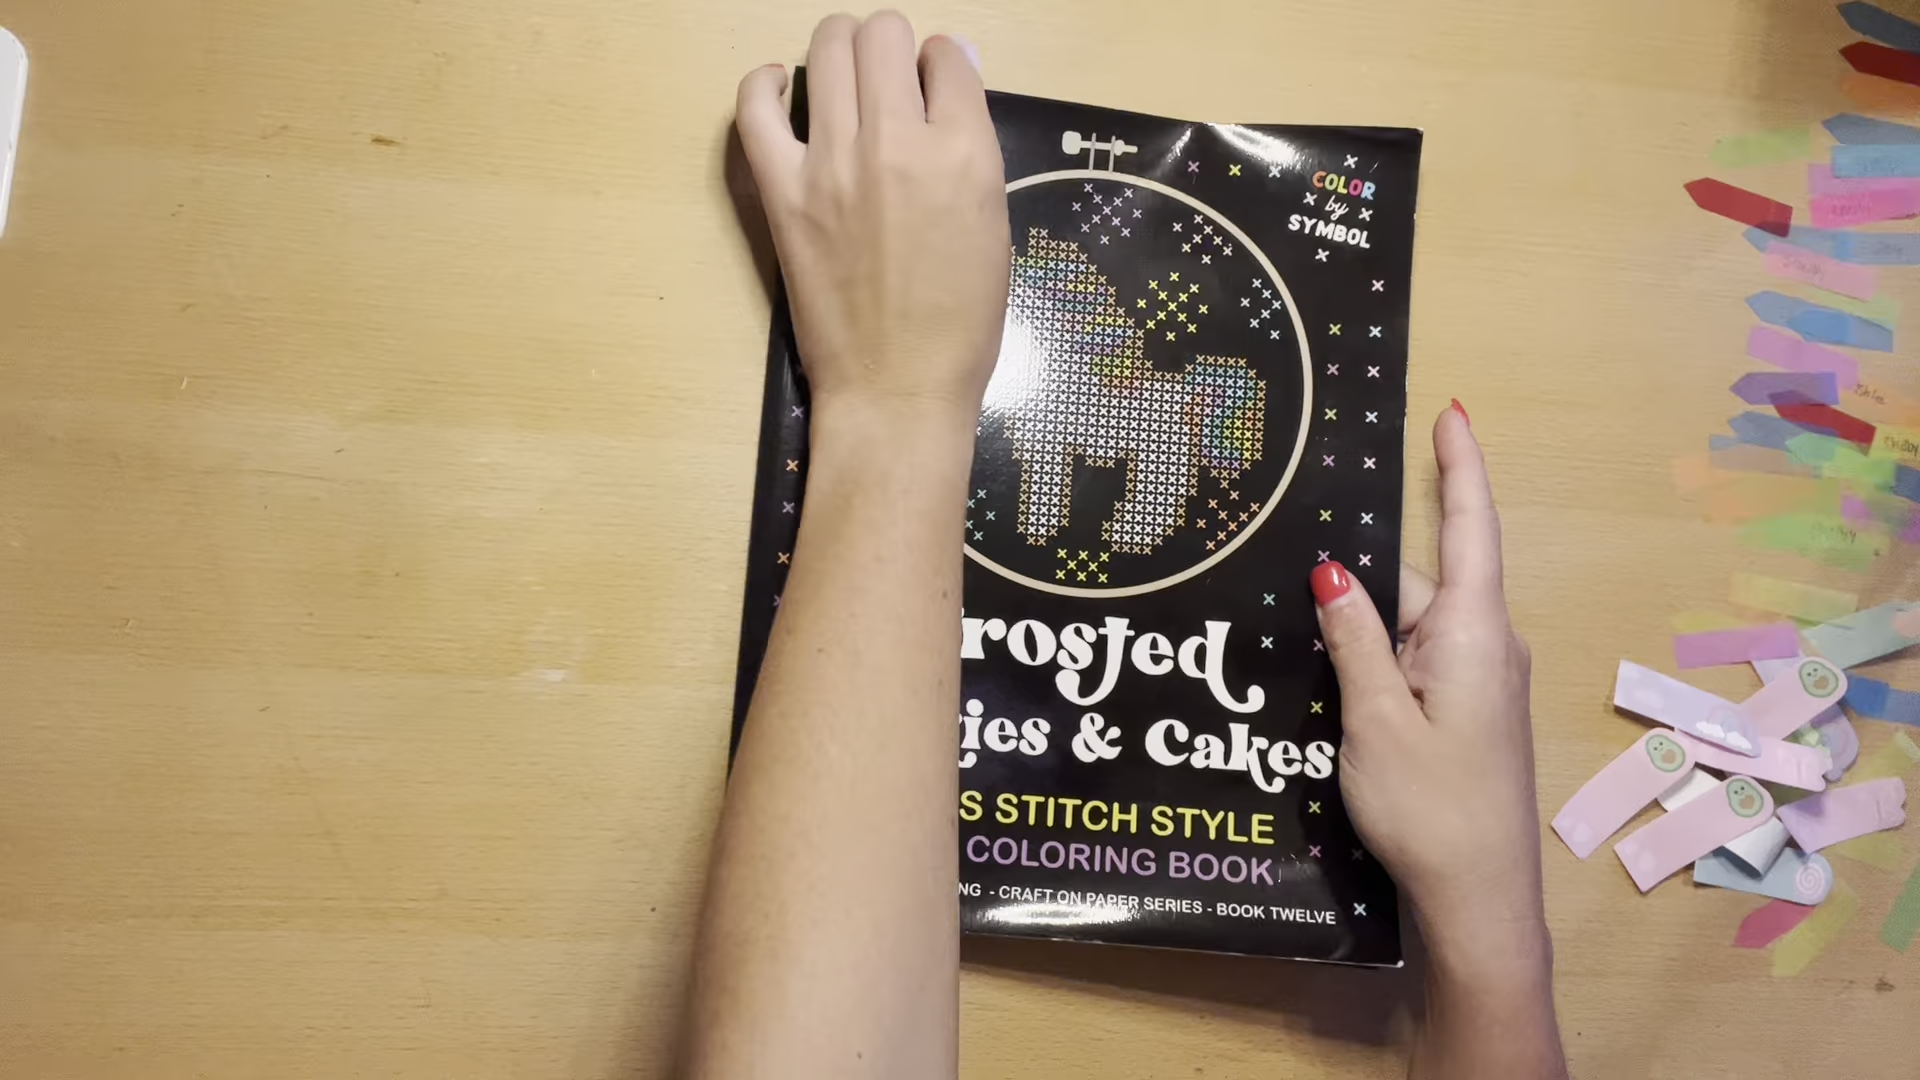 COLOR
by
SYMBOL
rosted
ies & Cakes
S STITCH STYLE
COLORING BOOK
NG - CRAFT ON PAPER SERIES - BOOK TWELVE